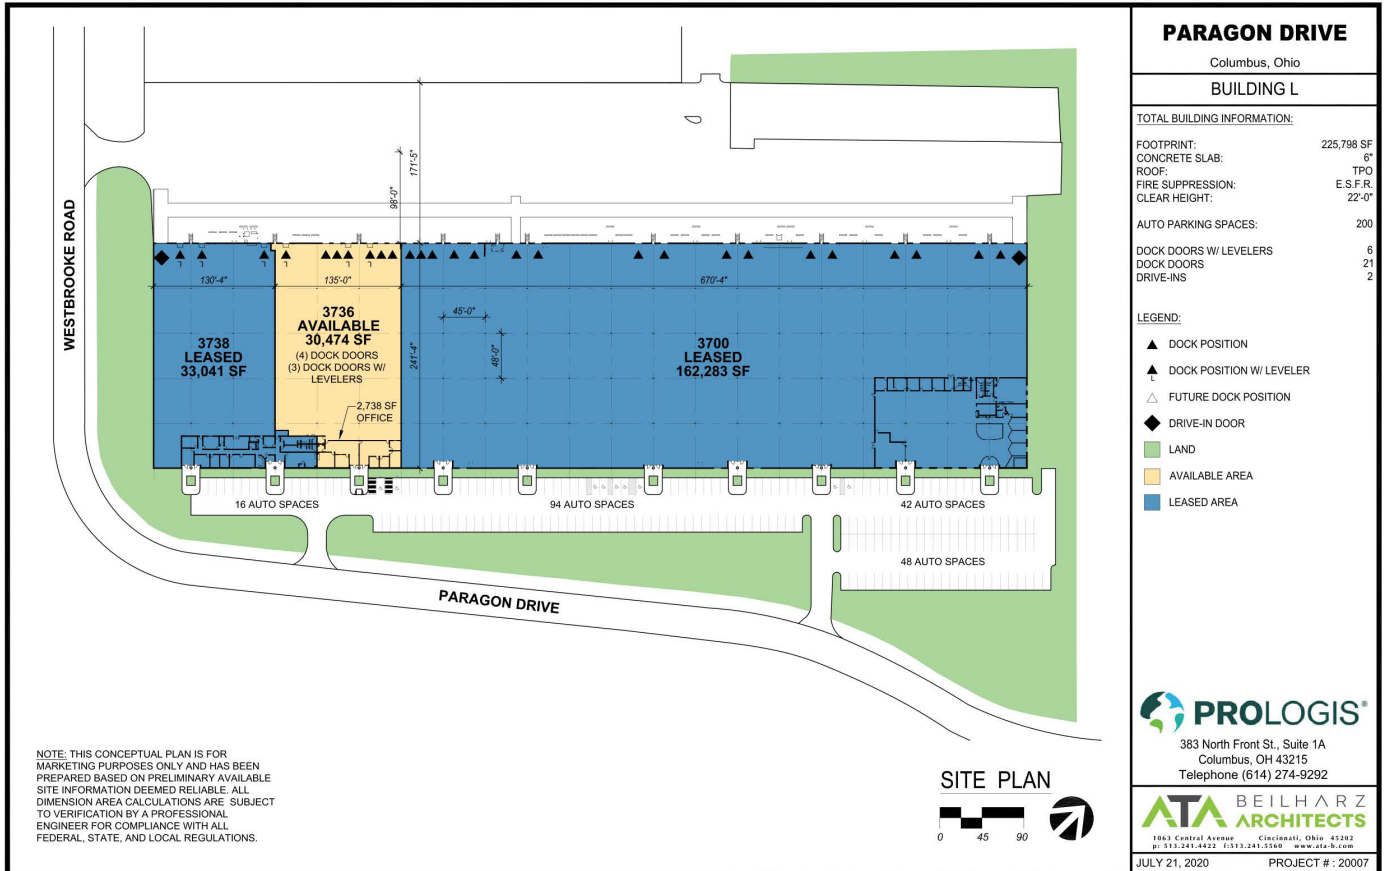 WESTBROOKE ROAD
171'-5"
98'-0"
130'-4"
135'-0"
670'-4"
3738
LEASED
33,041 SF
3736
AVAILABLE
30,474 SF
(4) DOCK DOORS
(3) DOCK DOORS W/
LEVELERS
2,738 SF
OFFICE
241'-4"
45'-0"
48'-0"
3700
LEASED
162,283 SF
16 AUTO SPACES
94 AUTO SPACES
42 AUTO SPACES
48 AUTO SPACES
PARAGON DRIVE
NOTE: THIS CONCEPTUAL PLAN IS FOR
MARKETING PURPOSES ONLY AND HAS BEEN
PREPARED BASED ON PRELIMINARY AVAILABLE
SITE INFORMATION DEEMED RELIABLE. ALL
DIMENSION AREA CALCULATIONS ARE SUBJECT
TO VERIFICATION BY A PROFESSIONAL
ENGINEER FOR COMPLIANCE WITH ALL
FEDERAL, STATE, AND LOCAL REGULATIONS.
SITE PLAN
0 45 90
PARAGON DRIVE
Columbus, Ohio
BUILDING L
TOTAL BUILDING INFORMATION:
FOOTPRINT: 225,798 SF
CONCRETE SLAB: 6"
ROOF: TPO
FIRE SUPPRESSION: E.S.F.R.
CLEAR HEIGHT: 22'-0"
AUTO PARKING SPACES: 200
DOCK DOORS W/ LEVELERS 6
DOCK DOORS 21
DRIVE-INS 2
LEGEND:
DOCK POSITION
DOCK POSITION W/ LEVELER
L
FUTURE DOCK POSITION
DRIVE-IN DOOR
LAND
AVAILABLE AREA
LEASED AREA
PROLOGIS®
383 North Front St., Suite 1A
Columbus, OH 43215
Telephone (614) 274-9292
ATA BEILHARZ
ARCHITECTS
1063 Central Avenue Cincinnati, Ohio 45202
p: 513.241.4422 f:513.241.5560 www.ata-b.com
JULY 21, 2020 PROJECT # : 20007